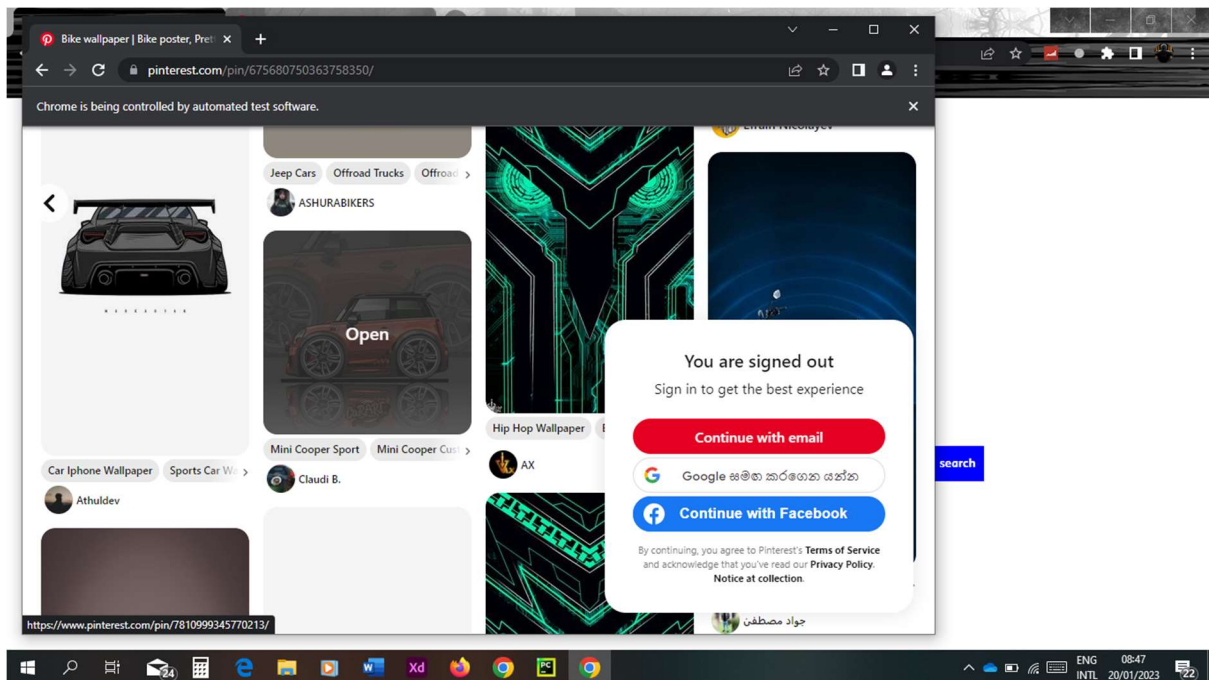 Bike wallpaper | Bike poster, Pret
pinterest.com/pin/675680750363758350/
Chrome is being controlled by automated test software.
Efraim Nicolayev
Jeep Cars Offroad Trucks Offroad
ASHURABIKERS
Open
Mini Cooper Sport Mini Cooper Cust
Claudi B.
Car Iphone Wallpaper Sports Car W
Athuldev
Hip Hop Wallpaper
AX
You are signed out
Sign in to get the best experience
Continue with email
Google සමඟ කරගෙන යන්න
Continue with Facebook
By continuing, you agree to Pinterest's Terms of Service
and acknowledge that you've read our Privacy Policy.
Notice at collection.
جواد مصطفىٰ
search
https://www.pinterest.com/pin/7810999345770213/
24
W
Xd
PC
ENG
INTL
08:47
20/01/2023
22